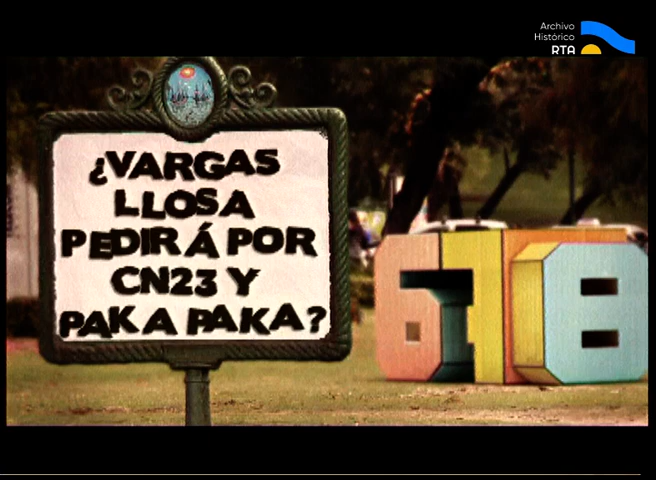 Archivo
Histórico
RTA
¿VARGAS
LLOSA
PEDIRÁ POR
CN23 Y
PAKA PAKA?
678